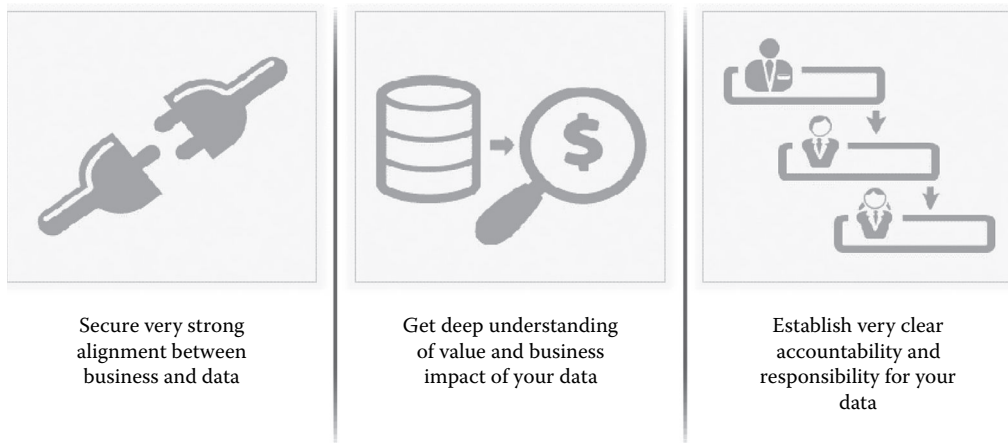 $
Secure very strong
alignment between
business and data
Get deep understanding
of value and business
impact of your data
Establish very clear
accountability and
responsibility for your
data